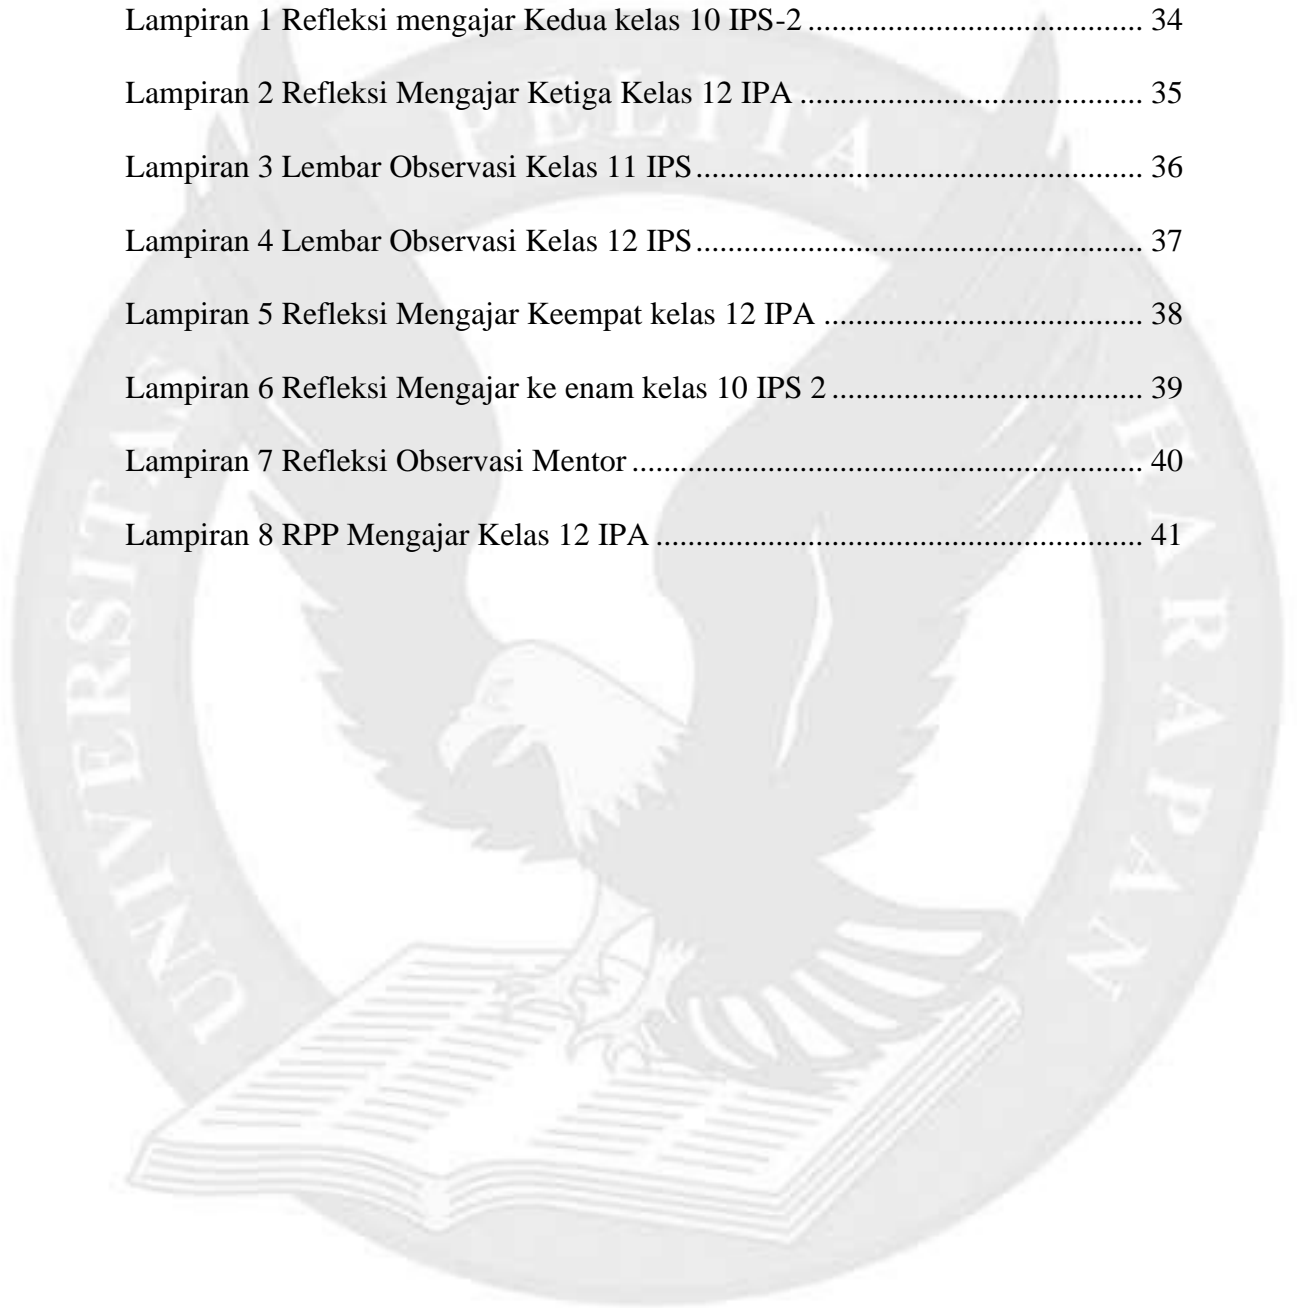 Lampiran 1 Refleksi mengajar Kedua kelas 10 IPS-2 .......................................... 34
Lampiran 2 Refleksi Mengajar Ketiga Kelas 12 IPA ........................................... 35
Lampiran 3 Lembar Observasi Kelas 11 IPS ........................................................ 36
Lampiran 4 Lembar Observasi Kelas 12 IPS ........................................................ 37
Lampiran 5 Refleksi Mengajar Keempat kelas 12 IPA ........................................ 38
Lampiran 6 Refleksi Mengajar ke enam kelas 10 IPS 2 ....................................... 39
Lampiran 7 Refleksi Observasi Mentor ................................................................ 40
Lampiran 8 RPP Mengajar Kelas 12 IPA ............................................................. 41
UNIVERSITAS PELITA HARAPAN